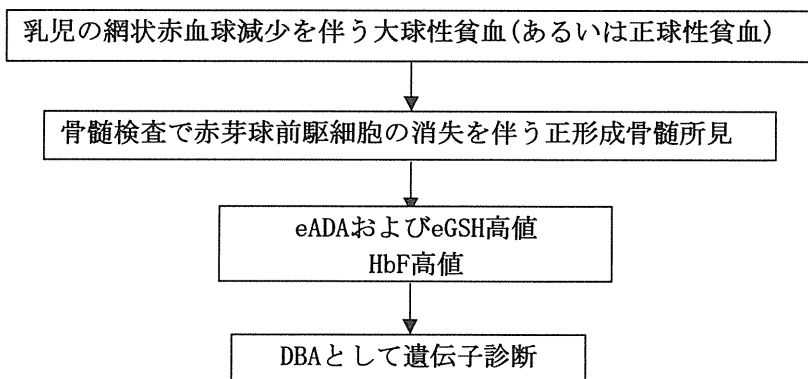 乳児の網状赤血球減少を伴う大球性貧血(あるいは正球性貧血)
骨髄検査で赤芽球前駆細胞の消失を伴う正形成骨髄所見
eADAおよびeGSH高値
HbF高値
DBAとして遺伝子診断